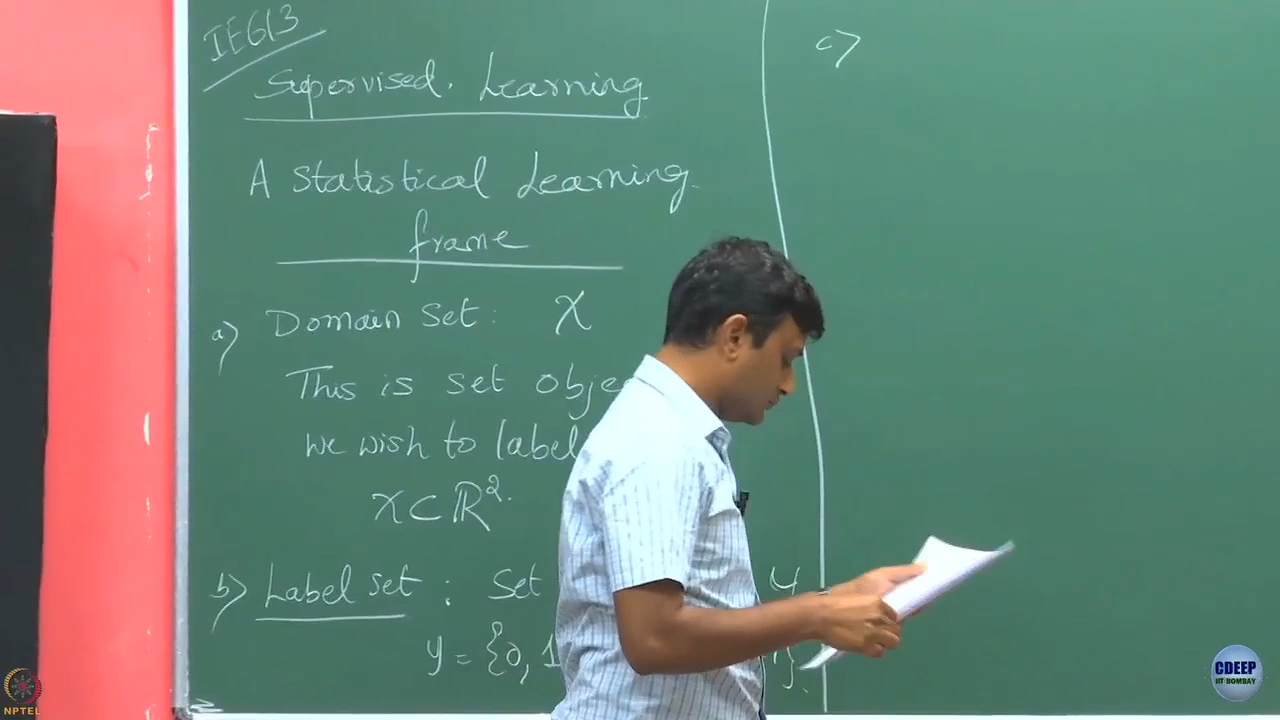 IE613
Supervised. Learning
A statistical Learning
frame
a) Domain set: X
This is set obje
we wish to label
X ⊂ ℝ².
b) Label set : Set y
y = {0, 1 }.
c)
NPTEL
CDEEP
IIT BOMBAY